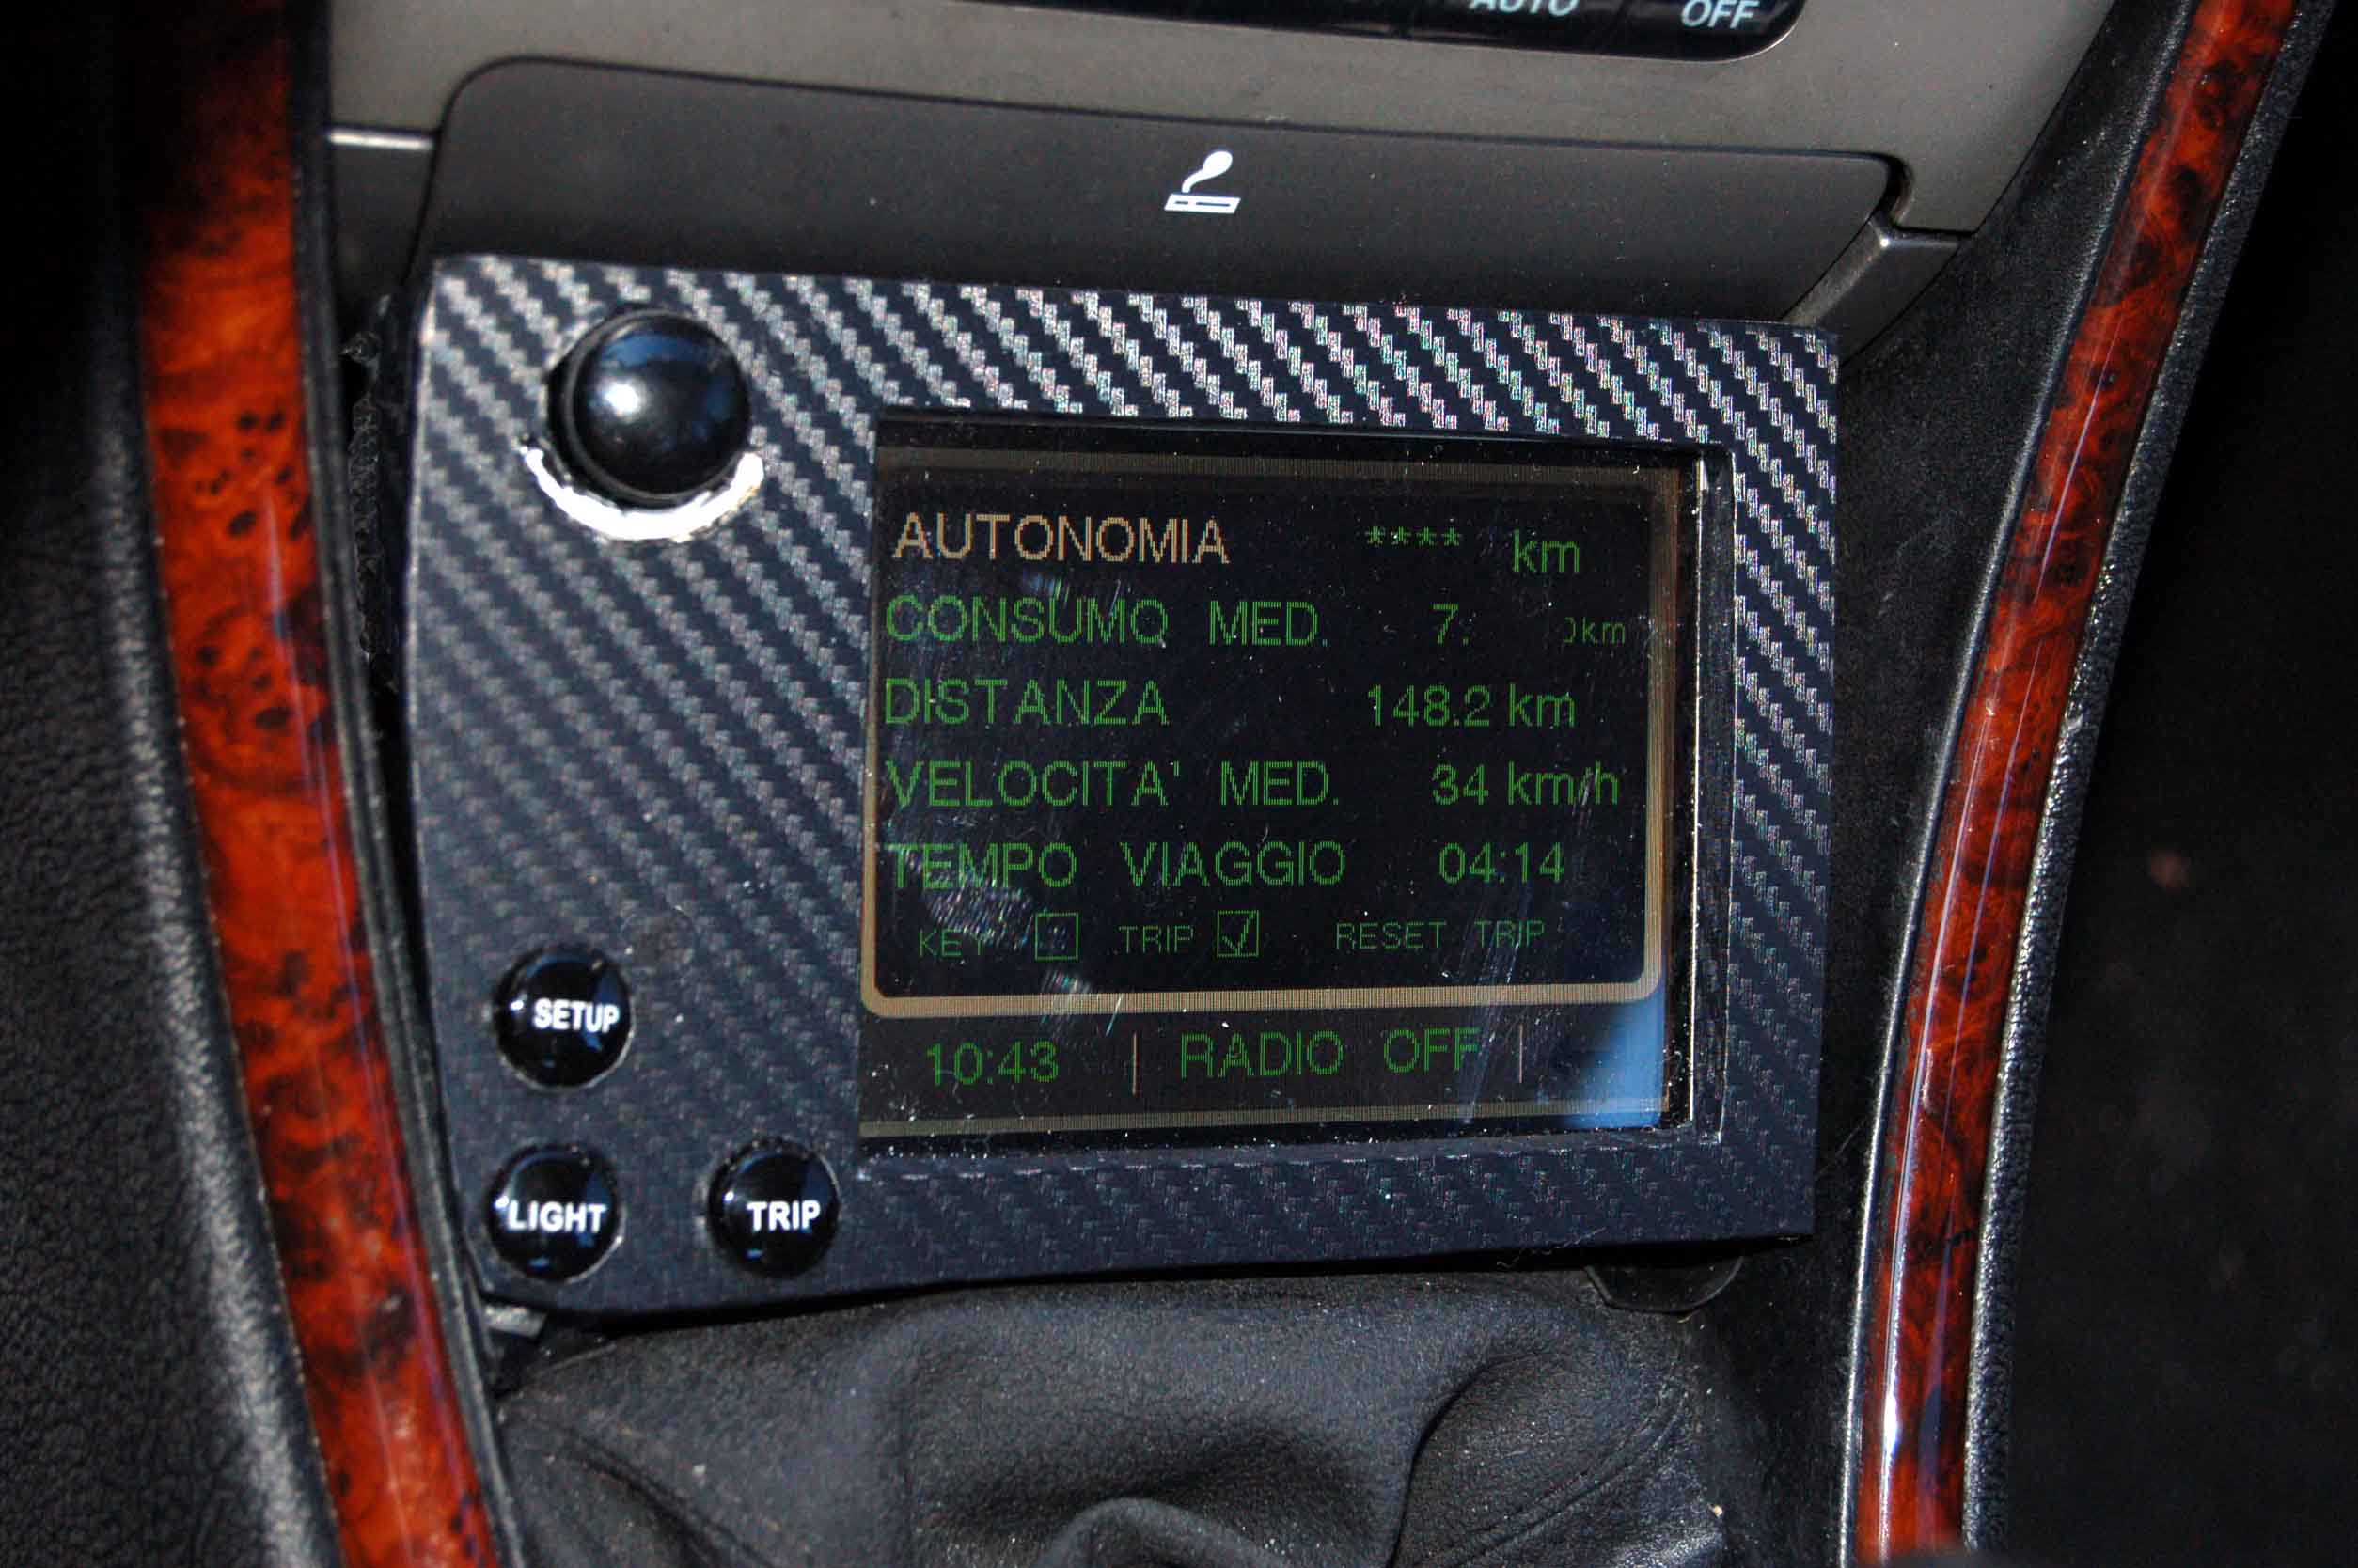 AUTO OFF
AUTONOMIA **** km
CONSUMO MED. 7. km
DISTANZA 148.2 km
VELOCITA' MED. 34 km/h
TEMPO VIAGGIO 04:14
KEY TRIP RESET TRIP
10:43 | RADIO OFF |
SETUP
LIGHT TRIP